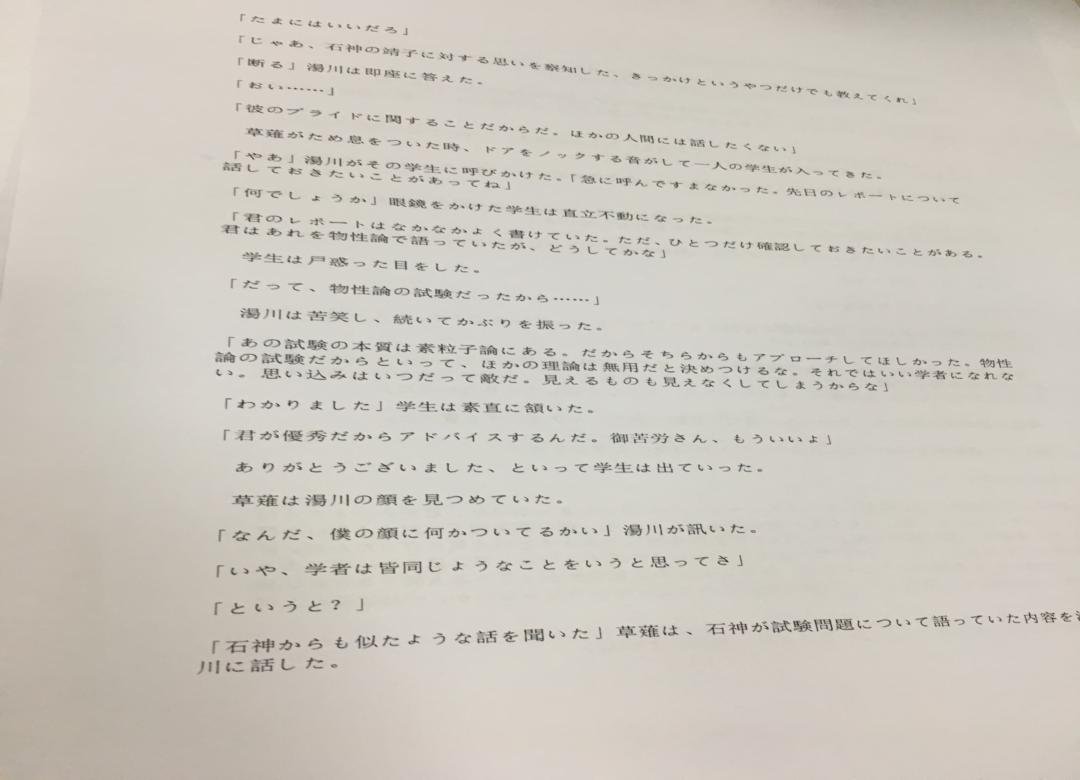 「たまにはいいだろ」
「じゃあ、石神の靖子に対する思いを察知した、きっかけというやつだけでも教えてくれ」
「断る」湯川は即座に答えた。
「おい……」
「彼のプライドに関することだからだ。ほかの人間には話したくない」
草薙がため息をついた時、ドアをノックする音がして一人の学生が入ってきた。
「やあ」湯川がその学生に呼びかけた。「急に呼んですまなかった。先日のレポートについて
話しておきたいことがあってね」
「何でしょうか」眼鏡をかけた学生は直立不動になった。
「君のレポートはなかなかよく書けていた。ただ、ひとつだけ確認しておきたいことがある。
君はあれを物性論で語っていたが、どうしてかな」
学生は戸惑った目をした。
「だって、物性論の試験だったから……」
湯川は苦笑し、続いてかぶりを振った。
「あの試験の本質は素粒子論にある。だからそちらからもアプローチしてほしかった。物性
論の試験だからといって、ほかの理論は無用だと決めつけるな。それではいい学者になれな
い。思い込みはいつだって敵だ。見えるものも見えなくしてしまうからな」
「わかりました」学生は素直に頷いた。
「君が優秀だからアドバイスするんだ。御苦労さん、もういいよ」
ありがとうございました、といって学生は出ていった。
草薙は湯川の顔を見つめていた。
「なんだ、僕の顔に何かついてるかい」湯川が訊いた。
「いや、学者は皆同じようなことをいうと思ってさ」
「というと？」
「石神からも似たような話を聞いた」草薙は、石神が試験問題について語っていた内容を
川に話した。